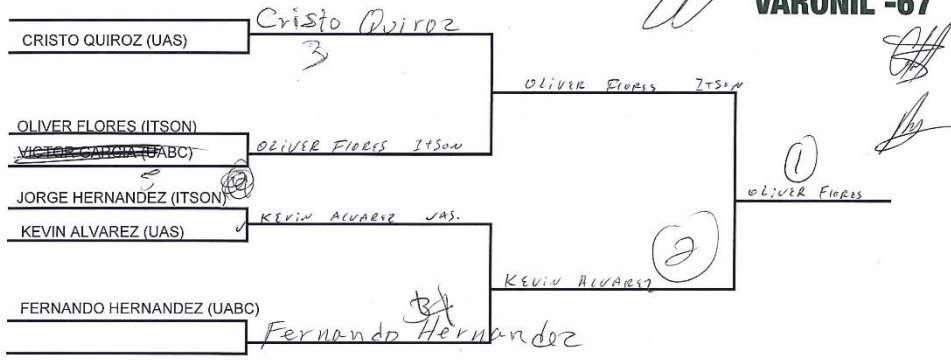 VARONIL -67
Cristo Quiroz
CRISTO QUIROZ (UAS)
3
OLIVER FLORES ITSON
OLIVER FLORES (ITSON)
VICTOR GARCIA (UABC)
OLIVER FLORES ITSON
1
OLIVER FLORES
JORGE HERNANDEZ (ITSON)
KEVIN ALVAREZ UAS.
KEVIN ALVAREZ (UAS)
2
KEVIN ALVAREZ
FERNANDO HERNANDEZ (UABC)
Fernando Hernandez